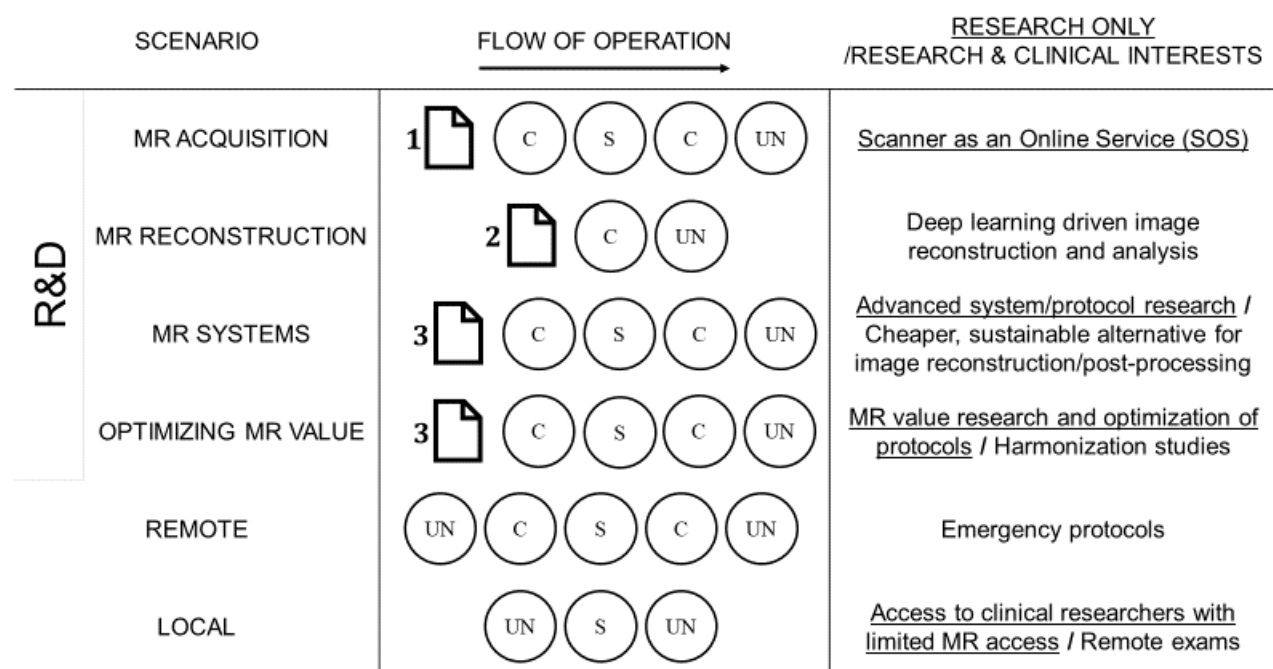 SCENARIO
FLOW OF OPERATION
RESEARCH ONLY
/RESEARCH & CLINICAL INTERESTS
R&D
MR ACQUISITION
1 C S C UN
Scanner as an Online Service (SOS)
MR RECONSTRUCTION
2 C UN
Deep learning driven image
reconstruction and analysis
MR SYSTEMS
3 C S C UN
Advanced system/protocol research /
Cheaper, sustainable alternative for
image reconstruction/post-processing
OPTIMIZING MR VALUE
3 C S C UN
MR value research and optimization of
protocols / Harmonization studies
REMOTE
UN C S C UN
Emergency protocols
LOCAL
UN S UN
Access to clinical researchers with
limited MR access / Remote exams